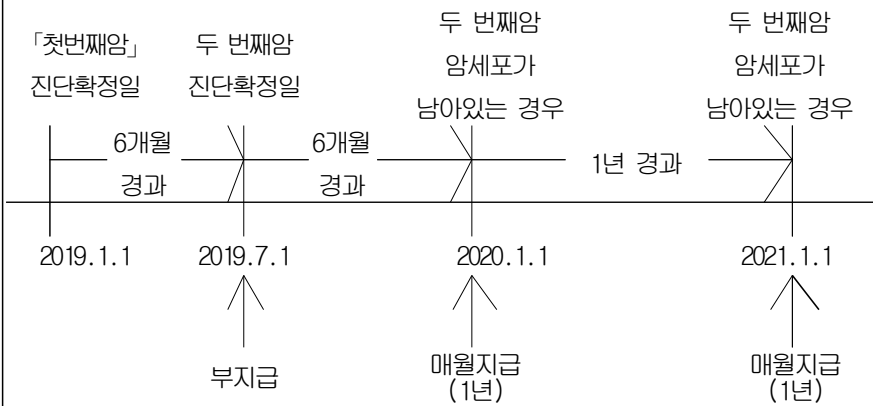 「첫번째암」
진단확정일
두 번째암
진단확정일
두 번째암
암세포가
남아있는 경우
두 번째암
암세포가
남아있는 경우
6개월
경과
6개월
경과
1년 경과
2019.1.1
2019.7.1
2020.1.1
2021.1.1
부지급
매월지급
(1년)
매월지급
(1년)